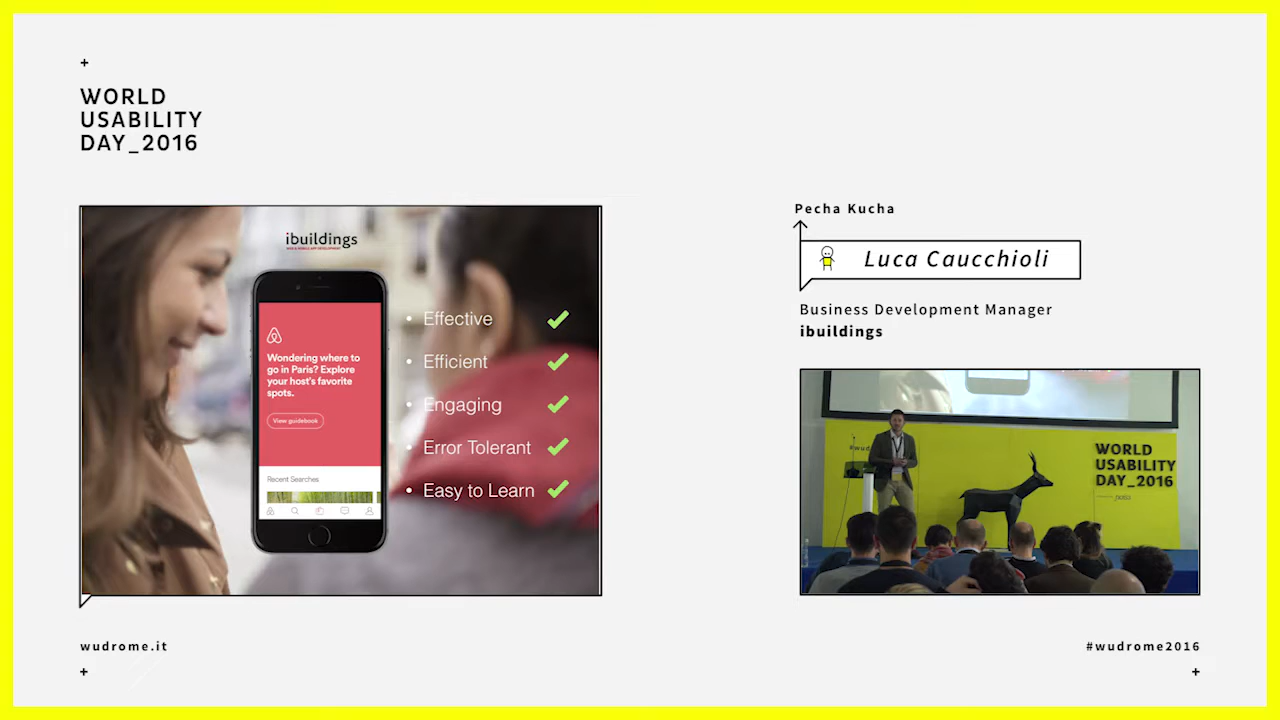 WORLD
USABILITY
DAY_2016
ibuildings
Wondering where to
go in Paris? Explore
your host's favorite
spots.
View guidebook
Recent Searches
• Effective
• Efficient
• Engaging
• Error Tolerant
• Easy to Learn
Pecha Kucha
Luca Caucchioli
Business Development Manager
ibuildings
#wud
WORLD
USABILITY
DAY_2016
wudrome.it
#wudrome2016